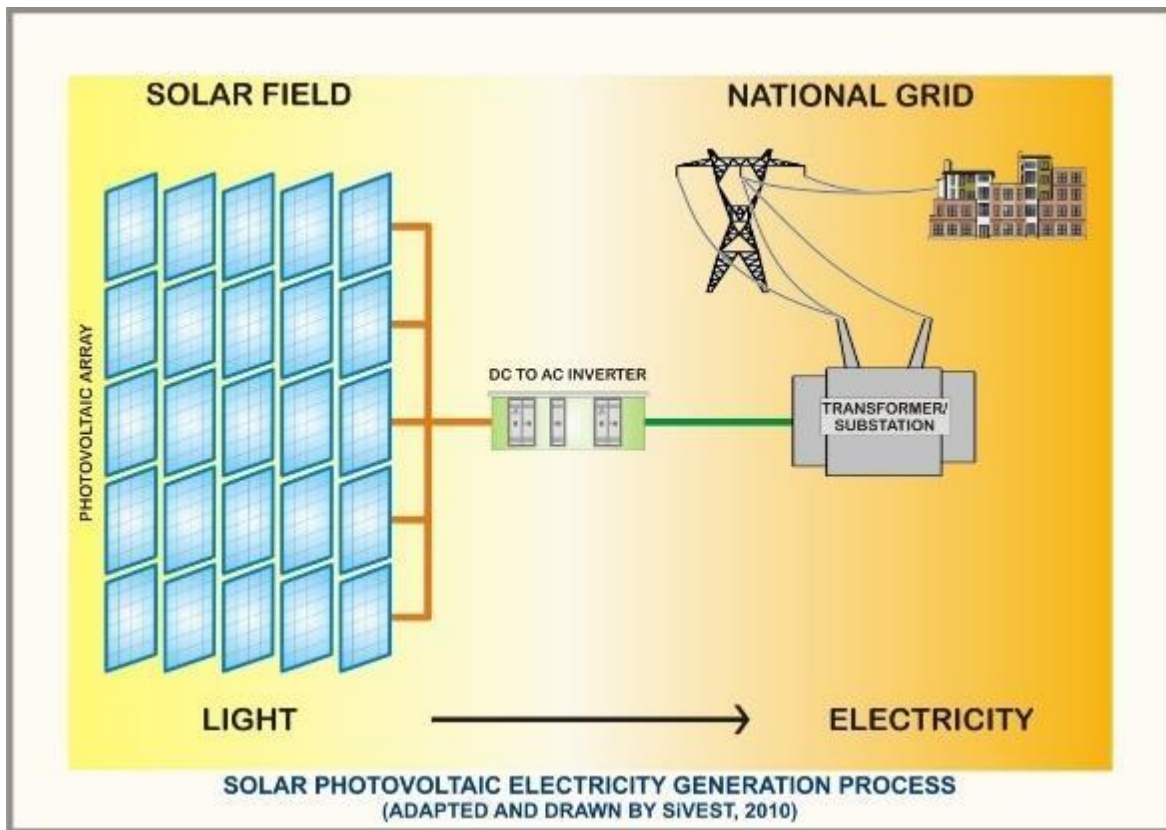 SOLAR FIELD
NATIONAL GRID
PHOTOVOLTAIC ARRAY
DC TO AC INVERTER
TRANSFORMER/
SUBSTATION
LIGHT
ELECTRICITY
SOLAR PHOTOVOLTAIC ELECTRICITY GENERATION PROCESS
(ADAPTED AND DRAWN BY SiVEST, 2010)